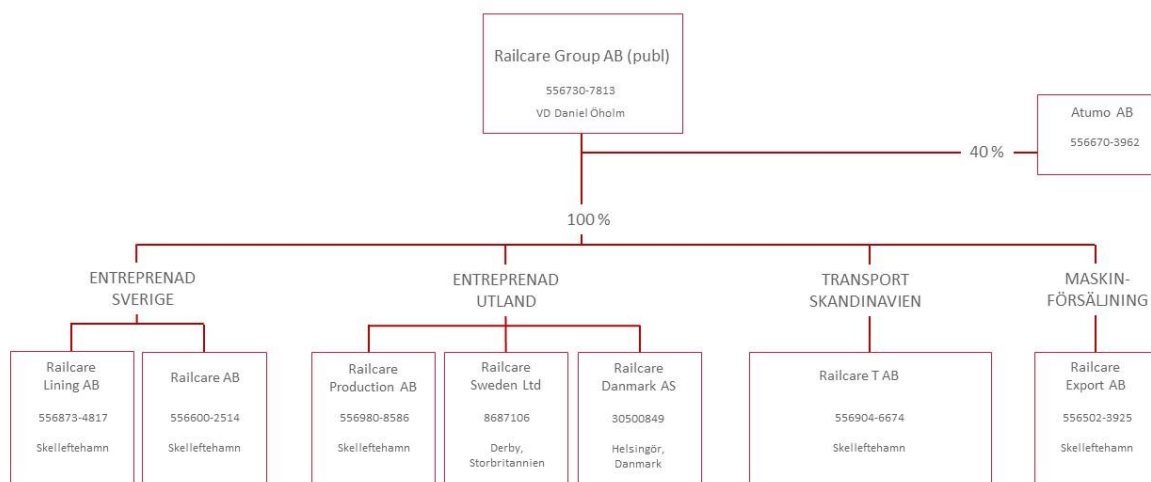 Railcare Group AB (publ)
556730-7813
VD Daniel Öholm
Atumo AB
556670-3962
40 %
100 %
ENTREPRENAD
SVERIGE
ENTREPRENAD
UTLAND
TRANSPORT
SKANDINAVIEN
MASKIN-
FÖRSÄLJNING
Railcare
Lining AB
556873-4817
Skelleftehamn
Railcare AB
556600-2514
Skelleftehamn
Railcare
Production AB
556980-8586
Skelleftehamn
Railcare
Sweden Ltd
8687106
Derby,
Storbritannien
Railcare
Danmark AS
30500849
Helsingör,
Danmark
Railcare T AB
556904-6674
Skelleftehamn
Railcare
Export AB
556502-3925
Skelleftehamn